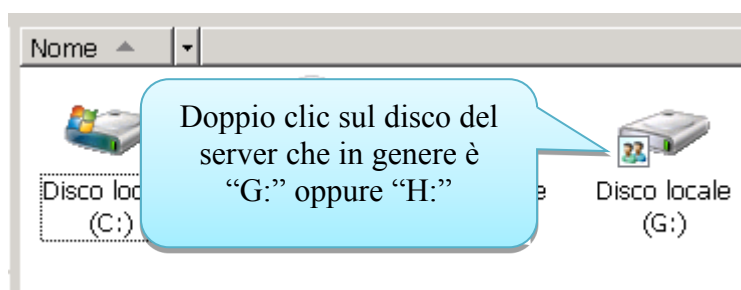 Nome
Doppio clic sul disco del
server che in genere è
“G:” oppure “H:”
Disco loc
(C:)
e
Disco locale
(G:)